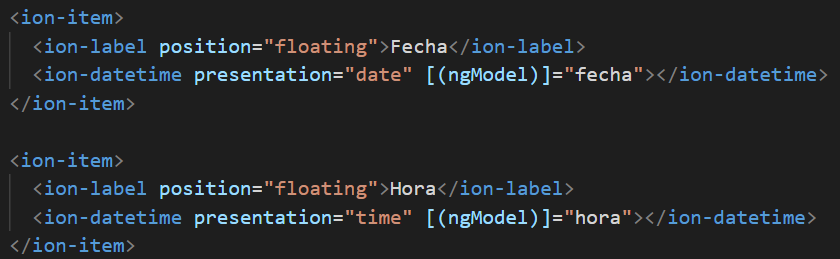 <ion-item>
  <ion-label position="floating">Fecha</ion-label>
  <ion-datetime presentation="date" [(ngModel)]="fecha"></ion-datetime>
</ion-item>

<ion-item>
  <ion-label position="floating">Hora</ion-label>
  <ion-datetime presentation="time" [(ngModel)]="hora"></ion-datetime>
</ion-item>